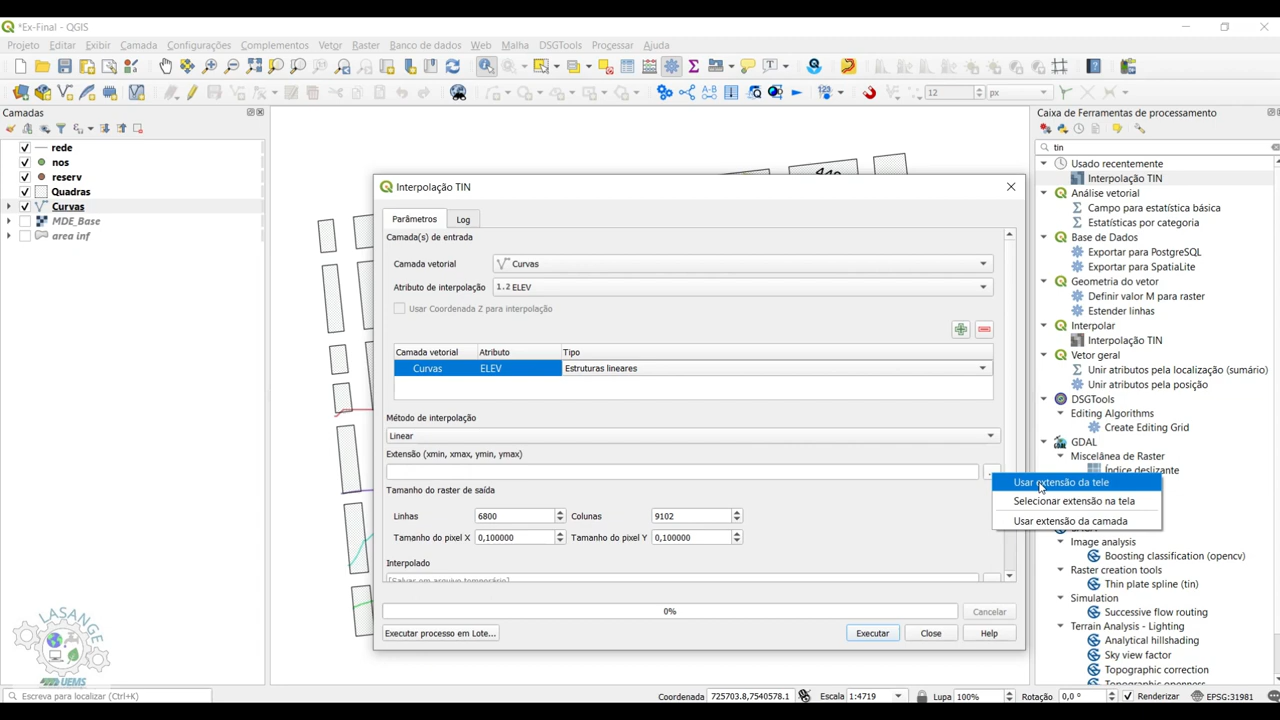 *Ex-Final - QGIS
Projeto Editar Exibir Camada Configurações Complementos Vetor Raster Banco de dados Web Malha DSGTools Processar Ajuda
12 px
Camadas
rede
nos
reserv
Quadras
Curvas
MDE_Base
area inf
LASANGE
UEMS
Interpolação TIN
Parâmetros Log
Camada(s) de entrada
Camada vetorial Curvas
Atributo de interpolação 1.2 ELEV
Usar Coordenada Z para interpolação
Camada vetorial Atributo Tipo
Curvas ELEV Estruturas lineares
Método de interpolação
Linear
Extensão (xmin, xmax, ymin, ymax)
Tamanho do raster de saída
Linhas 6800 Colunas 9102
Tamanho do pixel X 0,100000 Tamanho do pixel Y 0,100000
Interpolado
[Salvar em arquivo temporário]
0% Cancelar
Executar processo em Lote... Executar Close Help
Usar extensão da tele
Selecionar extensão na tela
Usar extensão da camada
Caixa de Ferramentas de processamento
tin
Usado recentemente
Interpolação TIN
Análise vetorial
Campo para estatística básica
Estatísticas por categoria
Base de Dados
Exportar para PostgreSQL
Exportar para SpatiaLite
Geometria do vetor
Definir valor M para raster
Estender linhas
Interpolar
Interpolação TIN
Vetor geral
Unir atributos pela localização (sumário)
Unir atributos pela posição
DSGTools
Editing Algorithms
Create Editing Grid
GDAL
Miscelânea de Raster
Índice deslizante
Image analysis
Boosting classification (opencv)
Raster creation tools
Thin plate spline (tin)
Simulation
Successive flow routing
Terrain Analysis - Lighting
Analytical hillshading
Sky view factor
Topographic correction
Topographic openness
Escreva para localizar (Ctrl+K) Coordenada 725703.8,7540578.1 Escala 1:4719 Lupa 100% Rotação 0,0 ° Renderizar EPSG:31981